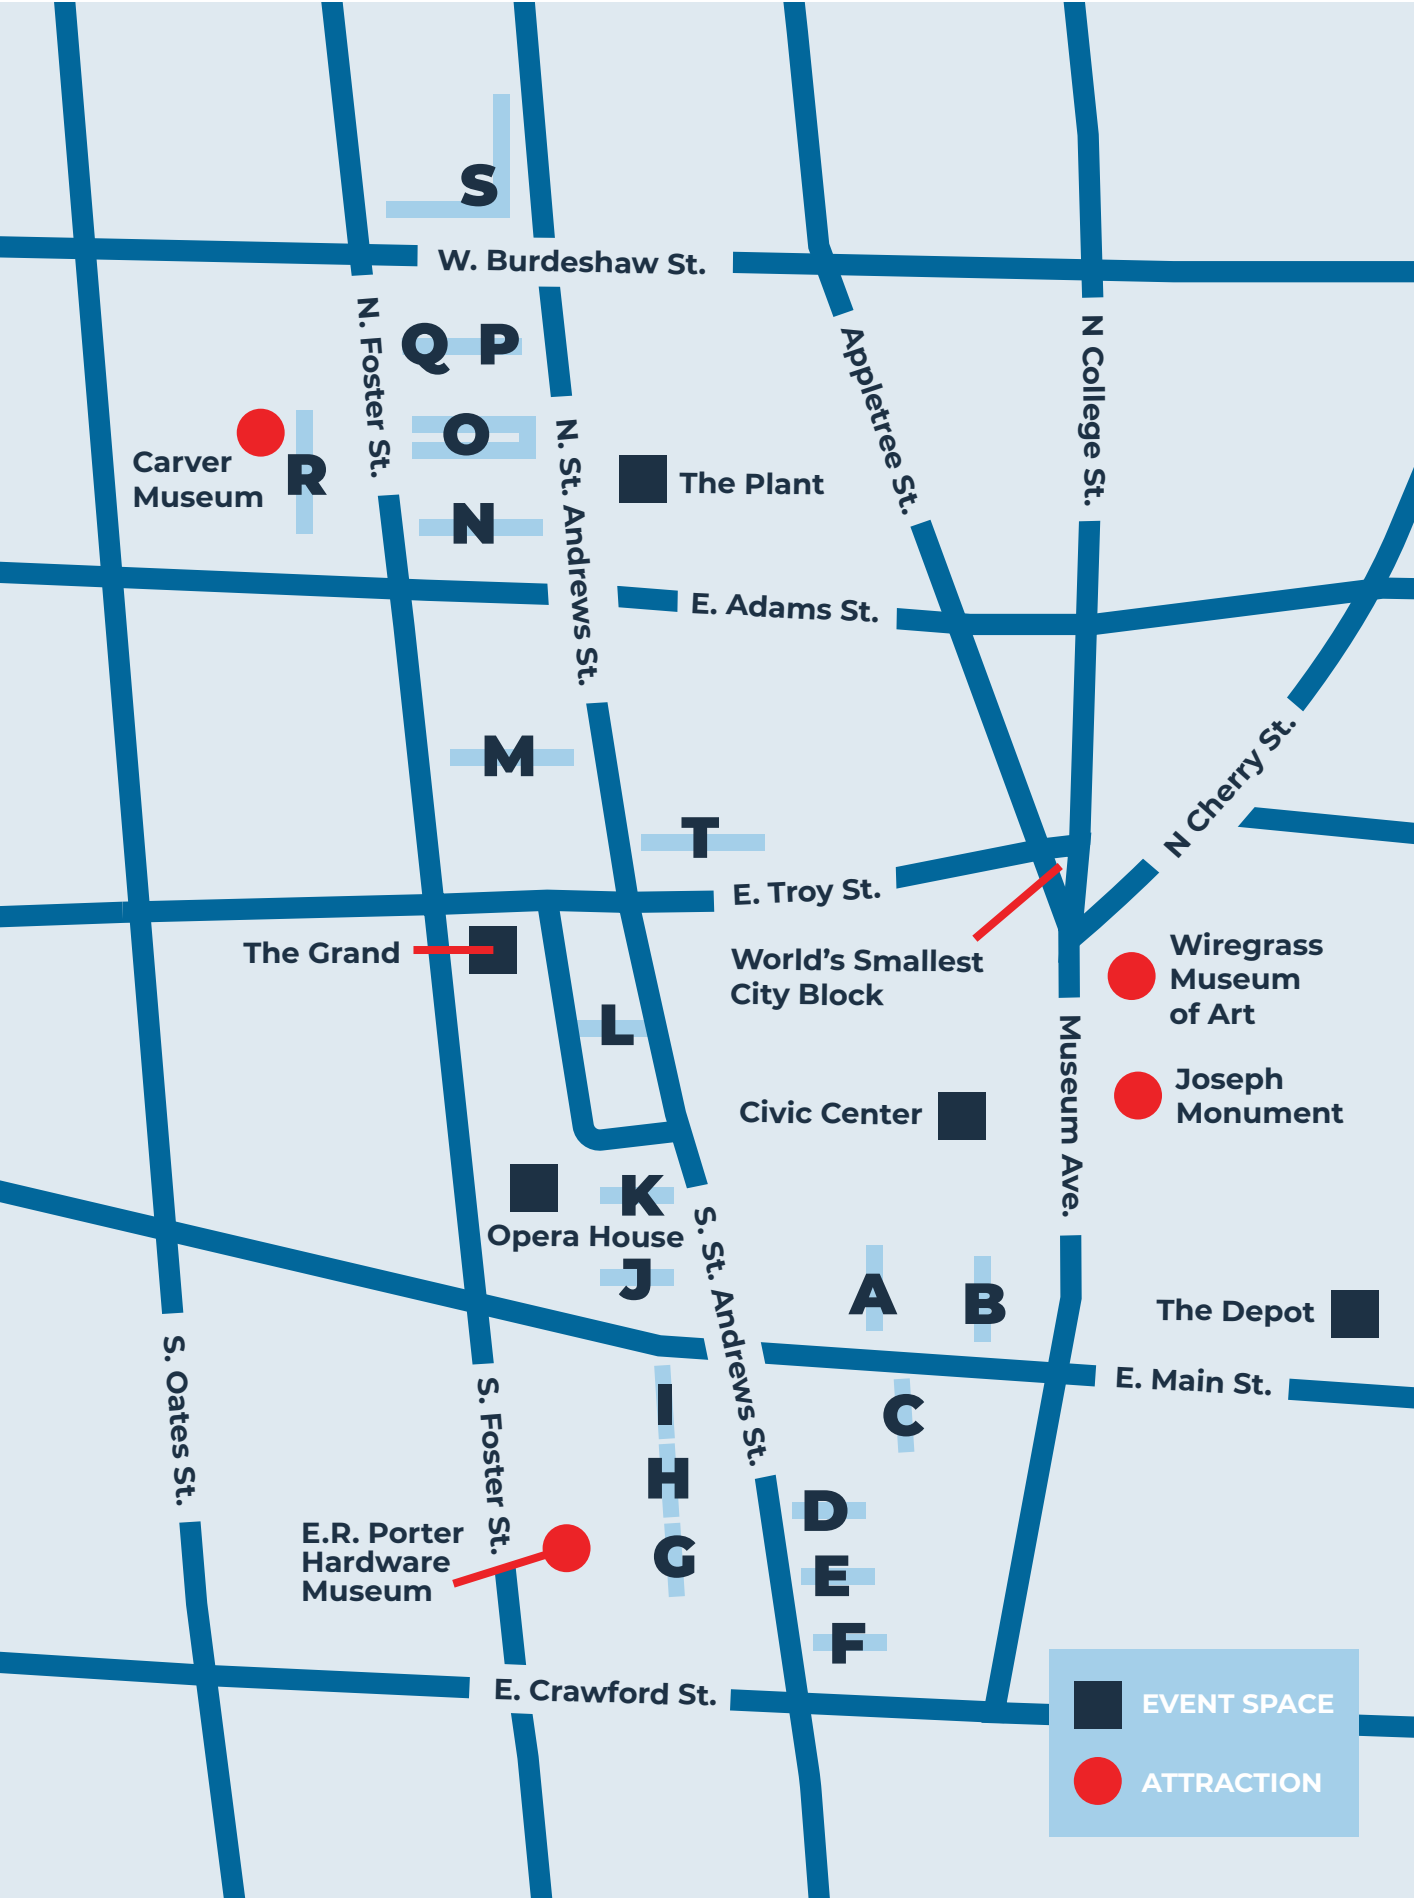 S
W. Burdeshaw St.
N. Foster St.
Q
P
Appletree St.
N College St.
Carver
Museum
R
O
N
N. St. Andrews St.
The Plant
E. Adams St.
M
T
N Cherry St.
E. Troy St.
The Grand
World’s Smallest
City Block
Wiregrass
Museum
of Art
L
Museum Ave.
Joseph
Monument
Civic Center
K
Opera House
J
S. St. Andrews St.
A
B
The Depot
E. Main St.
S. Oates St.
S. Foster St.
I
C
H
D
E.R. Porter
Hardware
Museum
G
E
F
E. Crawford St.
EVENT SPACE
ATTRACTION